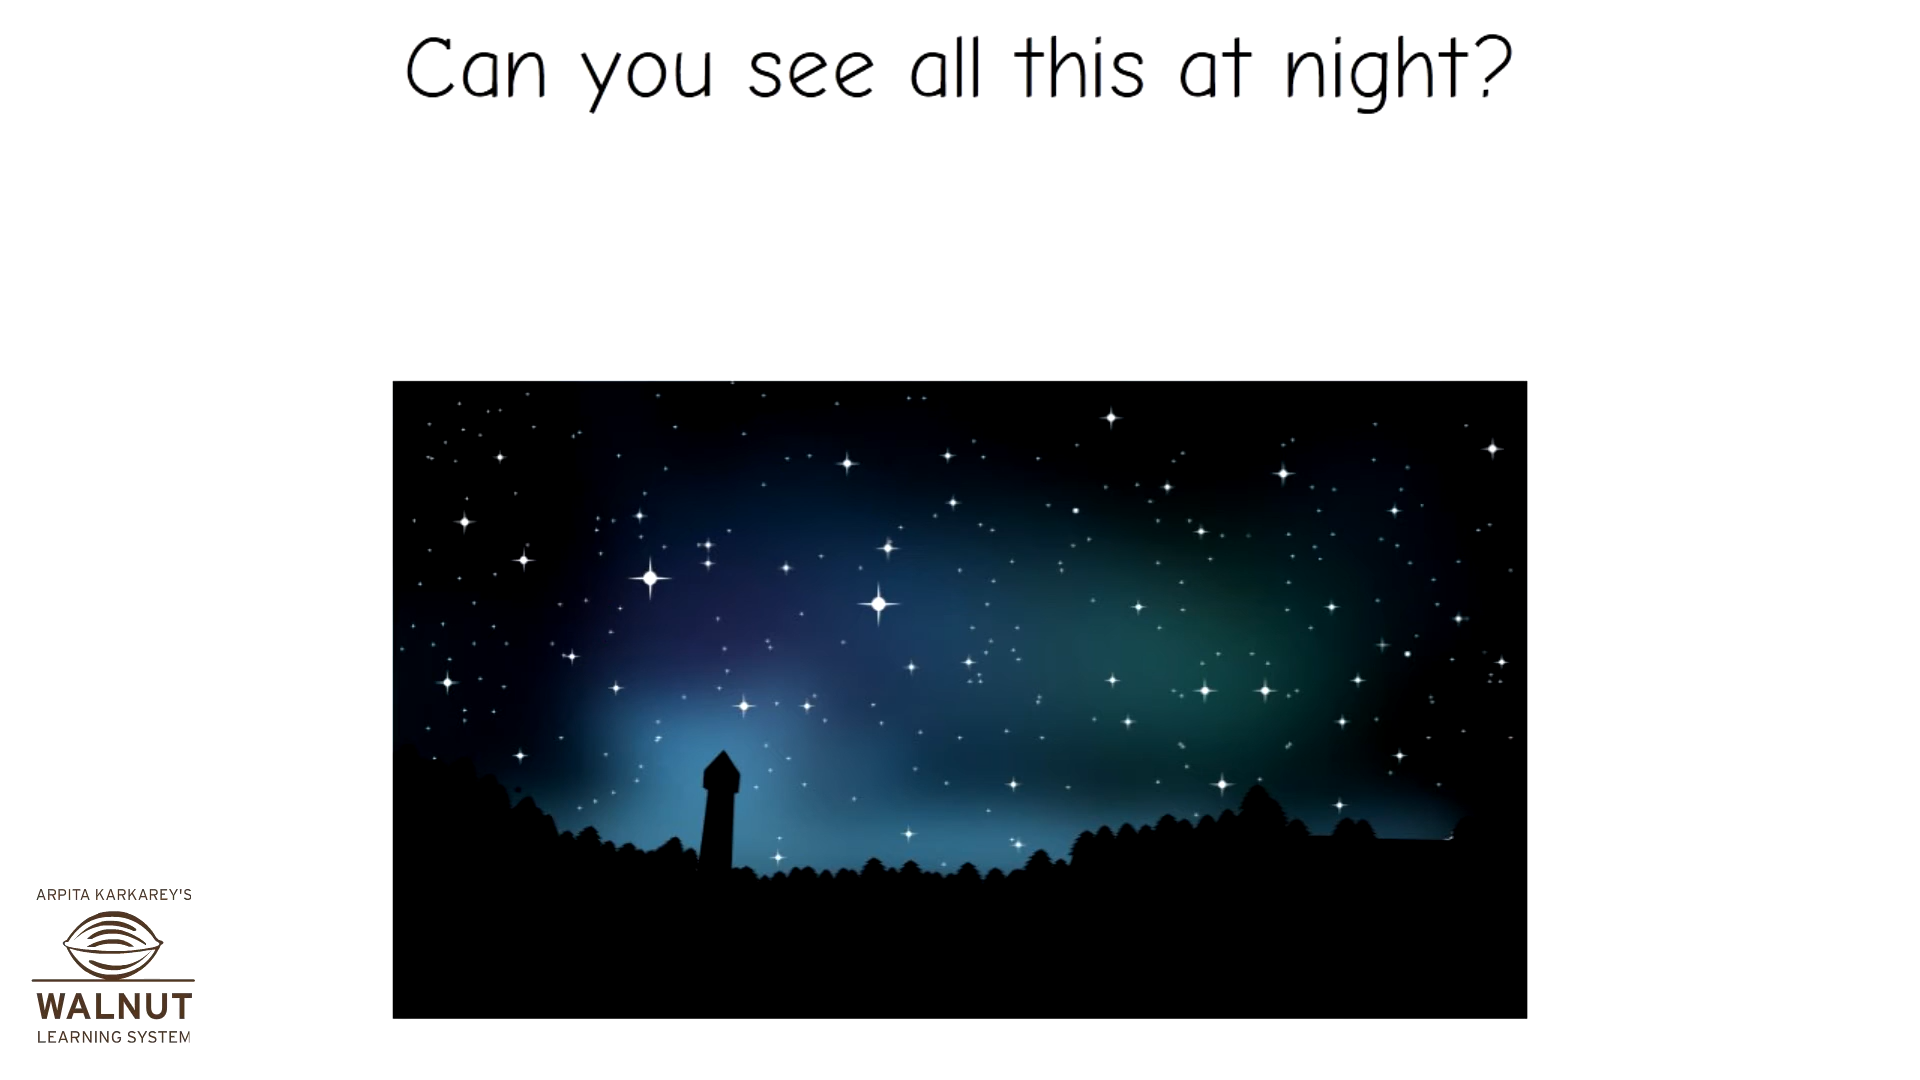 Can you see all this at night?
ARPITA KARKAREY'S
WALNUT
LEARNING SYSTEM